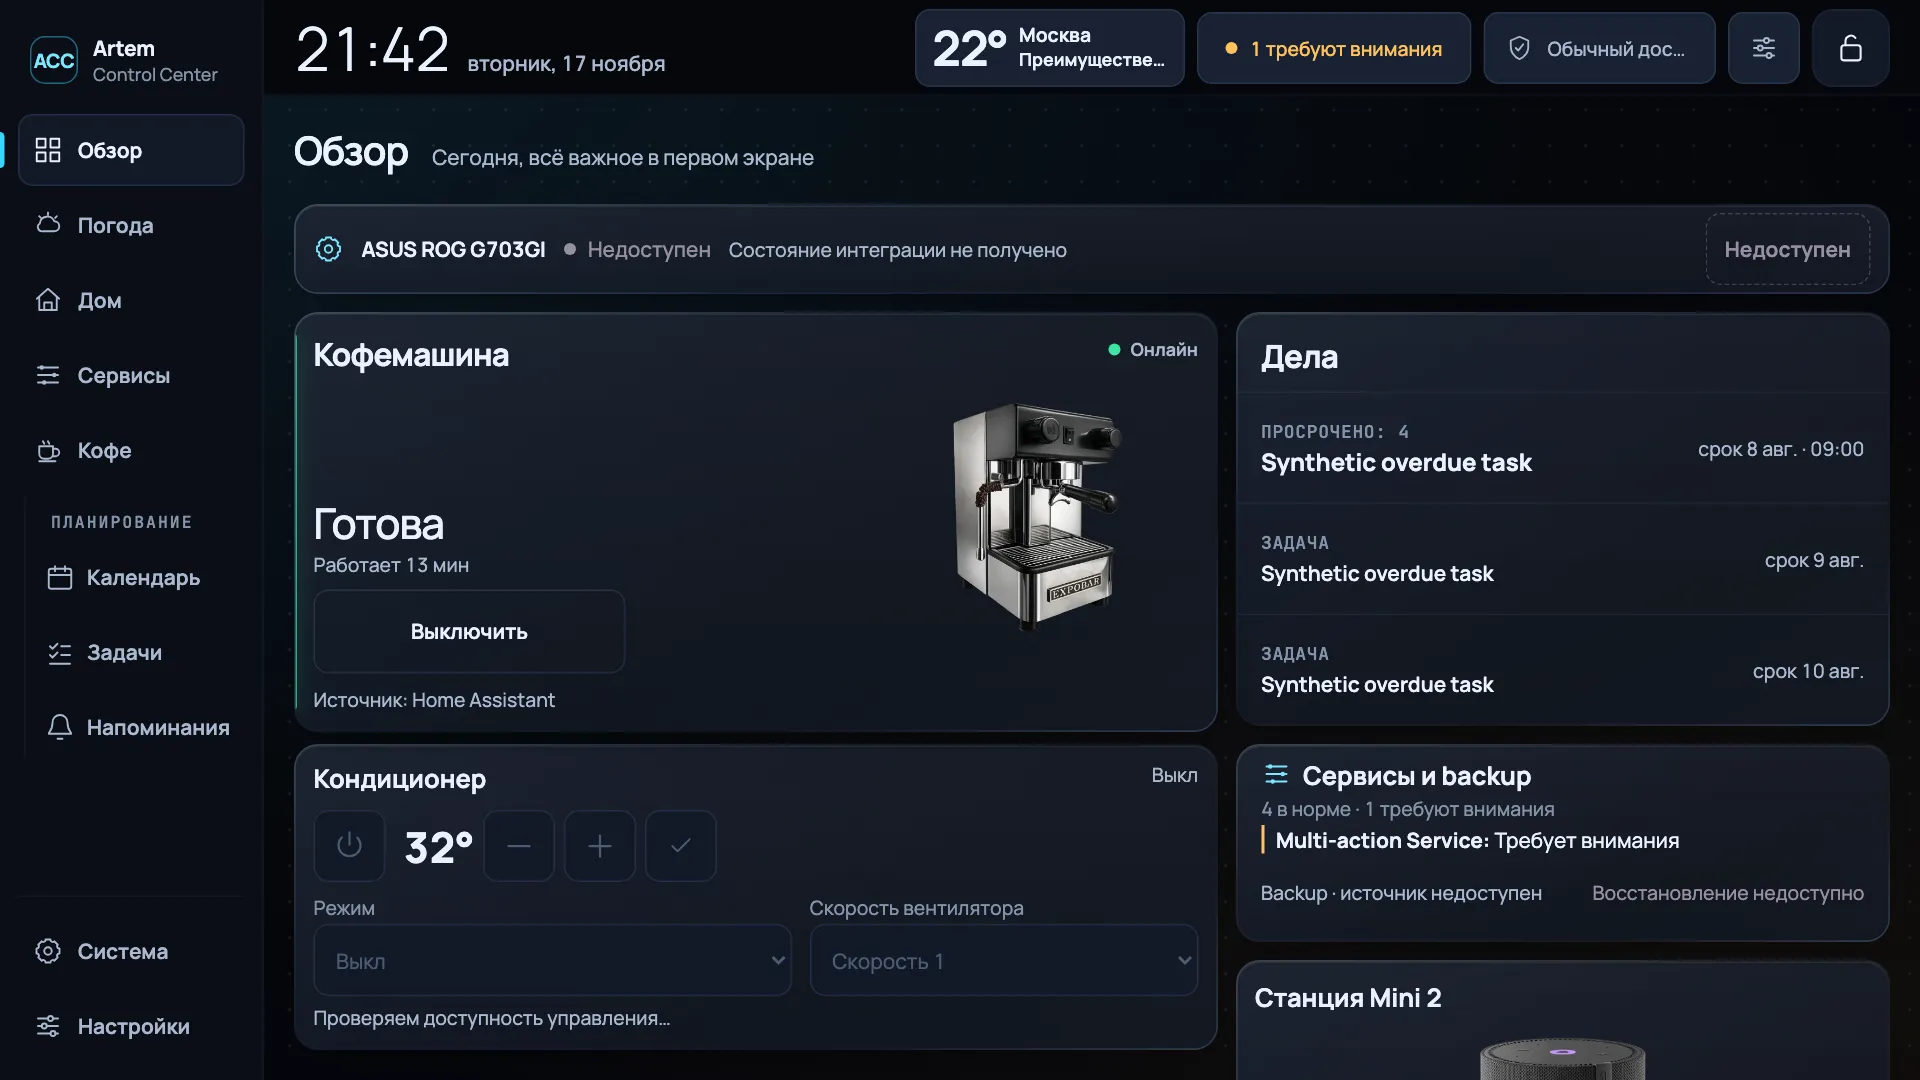 ACC
Artem
Control Center
21:42
вторник, 17 ноября
22°
Москва
Преимуществе…
1 требуют внимания
Обычный дос…
Обзор
Погода
Дом
Сервисы
Кофе
ПЛАНИРОВАНИЕ
Календарь
Задачи
Напоминания
Система
Настройки
Обзор
Сегодня, всё важное в первом экране
ASUS ROG G703GI
Недоступен
Состояние интеграции не получено
Недоступен
Кофемашина
Онлайн
EXPOBAR
Готова
Работает 13 мин
Выключить
Источник: Home Assistant
Дела
ПРОСРОЧЕНО: 4
Synthetic overdue task
срок 8 авг. · 09:00
ЗАДАЧА
Synthetic overdue task
срок 9 авг.
ЗАДАЧА
Synthetic overdue task
срок 10 авг.
Кондиционер
Выкл
32°
Режим
Выкл
Скорость вентилятора
Скорость 1
Проверяем доступность управления…
Сервисы и backup
4 в норме · 1 требуют внимания
Multi-action Service: Требует внимания
Backup · источник недоступен
Восстановление недоступно
Станция Mini 2